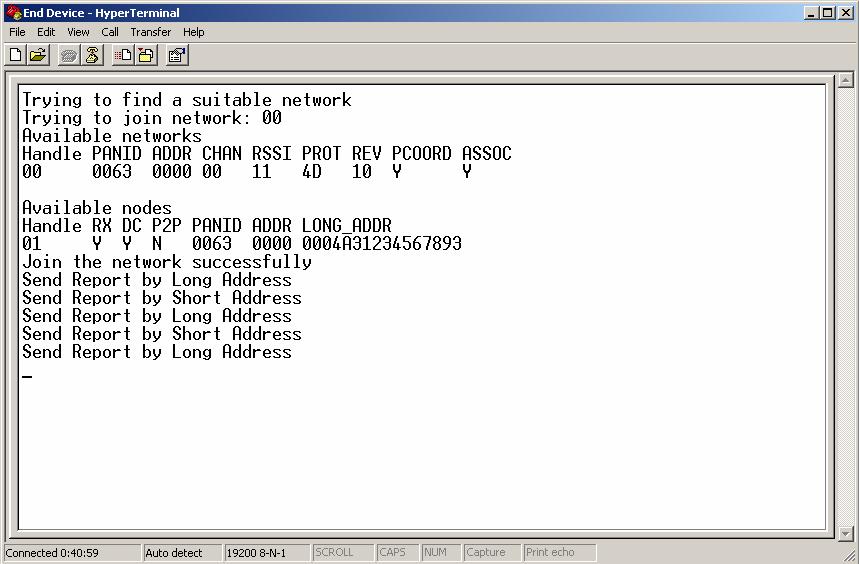 End Device - HyperTerminal
File Edit View Call Transfer Help
Trying to find a suitable network
Trying to join network: 00
Available networks
Handle PANID ADDR CHAN RSSI PROT REV PCOORD ASSOC
00 0063 0000 00 11 4D 10 Y Y
Available nodes
Handle RX DC P2P PANID ADDR LONG_ADDR
01 Y Y N 0063 0000 0004A31234567893
Join the network successfully
Send Report by Long Address
Send Report by Short Address
Send Report by Long Address
Send Report by Short Address
Send Report by Long Address
_
Connected 0:40:59 Auto detect 19200 8-N-1 SCROLL CAPS NUM Capture Print echo